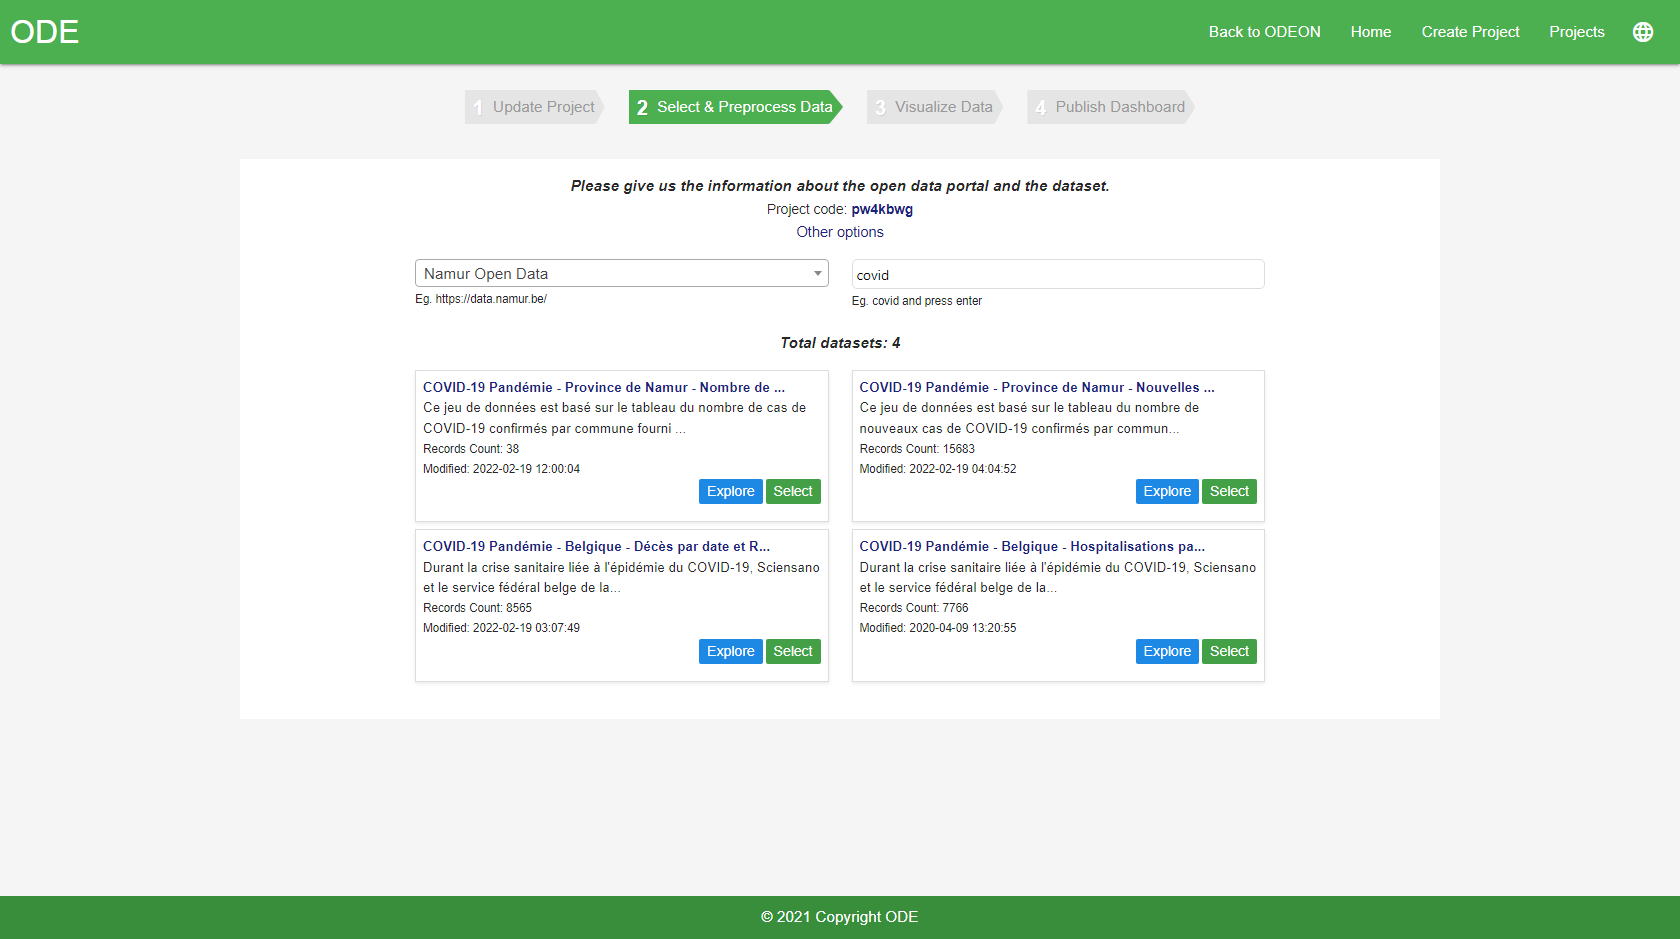 ODE
Back to ODEON
Home
Create Project
Projects
1 Update Project
2 Select & Preprocess Data
3 Visualize Data
4 Publish Dashboard
Please give us the information about the open data portal and the dataset.
Project code: pw4kbwg
Other options
Namur Open Data
Eg. https://data.namur.be/
covid
Eg. covid and press enter
Total datasets: 4
COVID-19 Pandémie - Province de Namur - Nombre de ...
Ce jeu de données est basé sur le tableau du nombre de cas de
COVID-19 confirmés par commune fourni ...
Records Count: 38
Modified: 2022-02-19 12:00:04
Explore Select
COVID-19 Pandémie - Province de Namur - Nouvelles ...
Ce jeu de données est basé sur le tableau du nombre de
nouveaux cas de COVID-19 confirmés par commun...
Records Count: 15683
Modified: 2022-02-19 04:04:52
Explore Select
COVID-19 Pandémie - Belgique - Décès par date et R...
Durant la crise sanitaire liée à l'épidémie du COVID-19, Sciensano
et le service fédéral belge de la...
Records Count: 8565
Modified: 2022-02-19 03:07:49
Explore Select
COVID-19 Pandémie - Belgique - Hospitalisations pa...
Durant la crise sanitaire liée à l'épidémie du COVID-19, Sciensano
et le service fédéral belge de la...
Records Count: 7766
Modified: 2020-04-09 13:20:55
Explore Select
© 2021 Copyright ODE